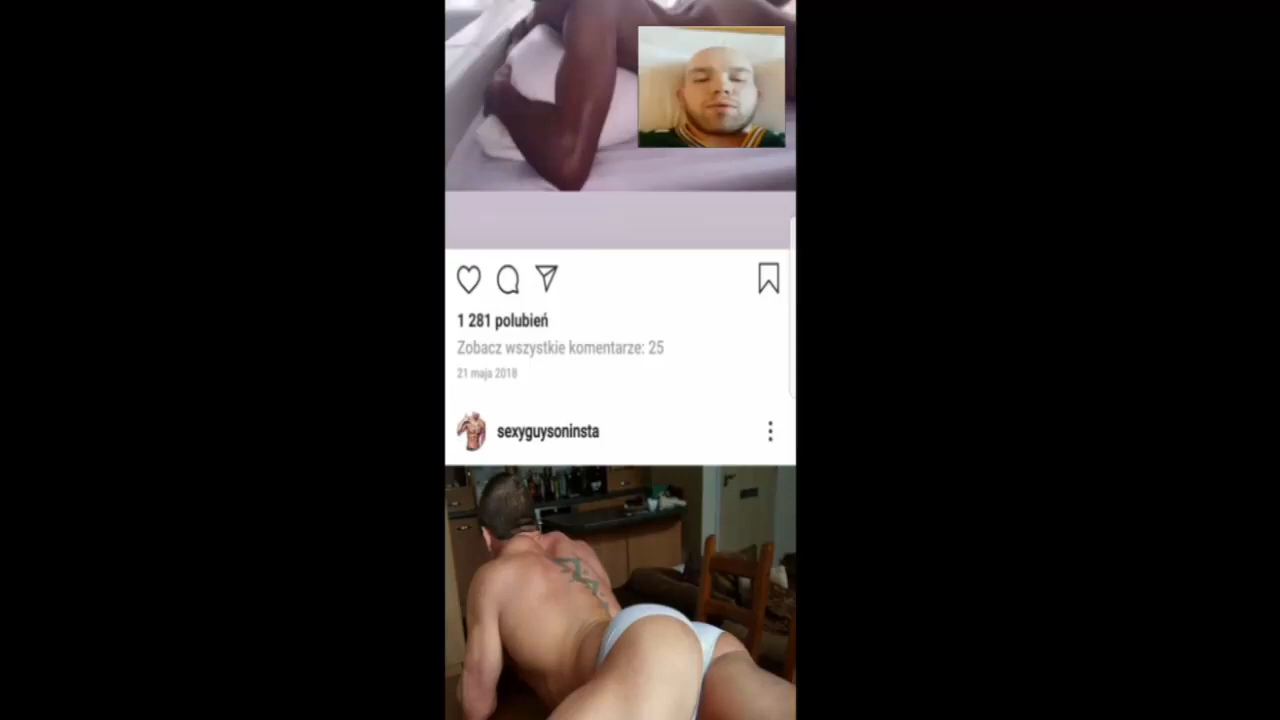 1 281 polubień
Zobacz wszystkie komentarze: 25
21 maja 2018
sexyguysoninsta